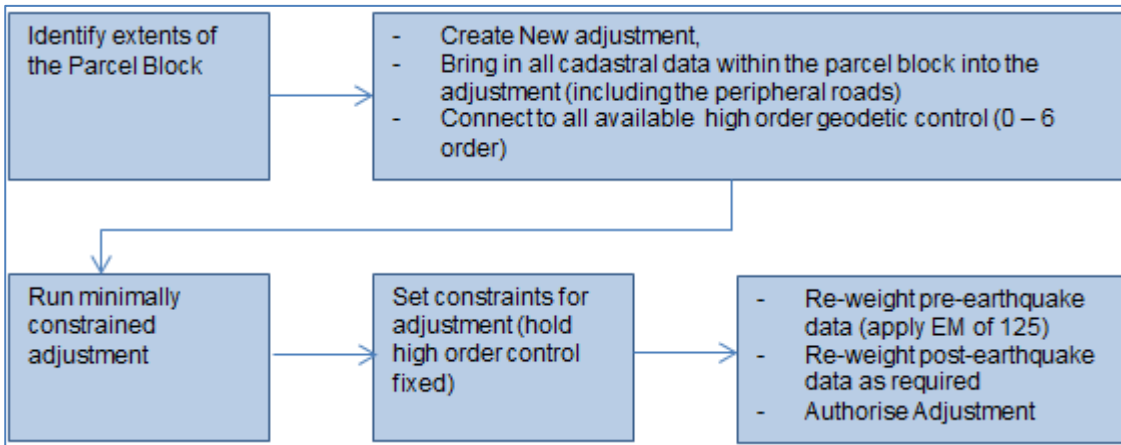 Identify extents of
the Parcel Block
- Create New adjustment,
- Bring in all cadastral data within the parcel block into the
adjustment (including the peripheral roads)
- Connect to all available high order geodetic control (0 – 6
order)
Run minimally
constrained
adjustment
Set constraints for
adjustment (hold
high order control
fixed)
- Re-weight pre-earthquake
data (apply EM of 125)
- Re-weight post-earthquake
data as required
- Authorise Adjustment